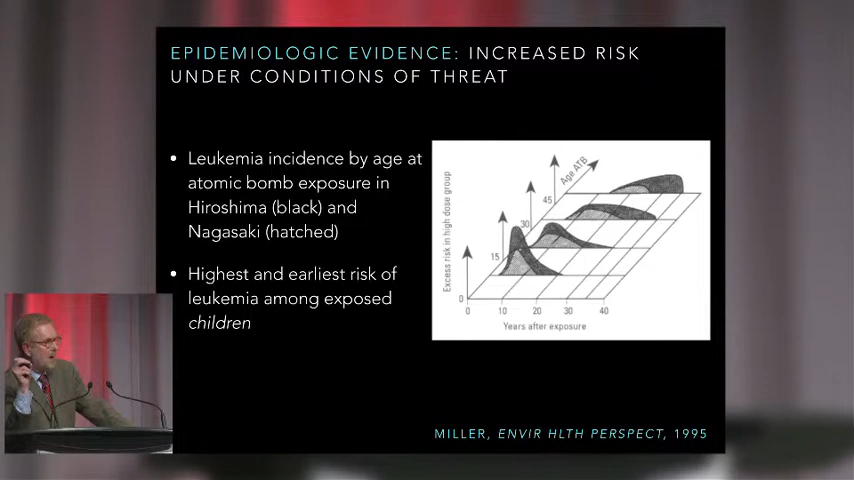 EPIDEMIOLOGIC EVIDENCE: INCREASED RISK
UNDER CONDITIONS OF THREAT
• Leukemia incidence by age at
atomic bomb exposure in
Hiroshima (black) and
Nagasaki (hatched)
• Highest and earliest risk of
leukemia among exposed
children
Excess risk in high dose group
Age ATB
45
30
15
0
0 10 20 30 40
Years after exposure
MILLER, ENVIR HLTH PERSPECT, 1995